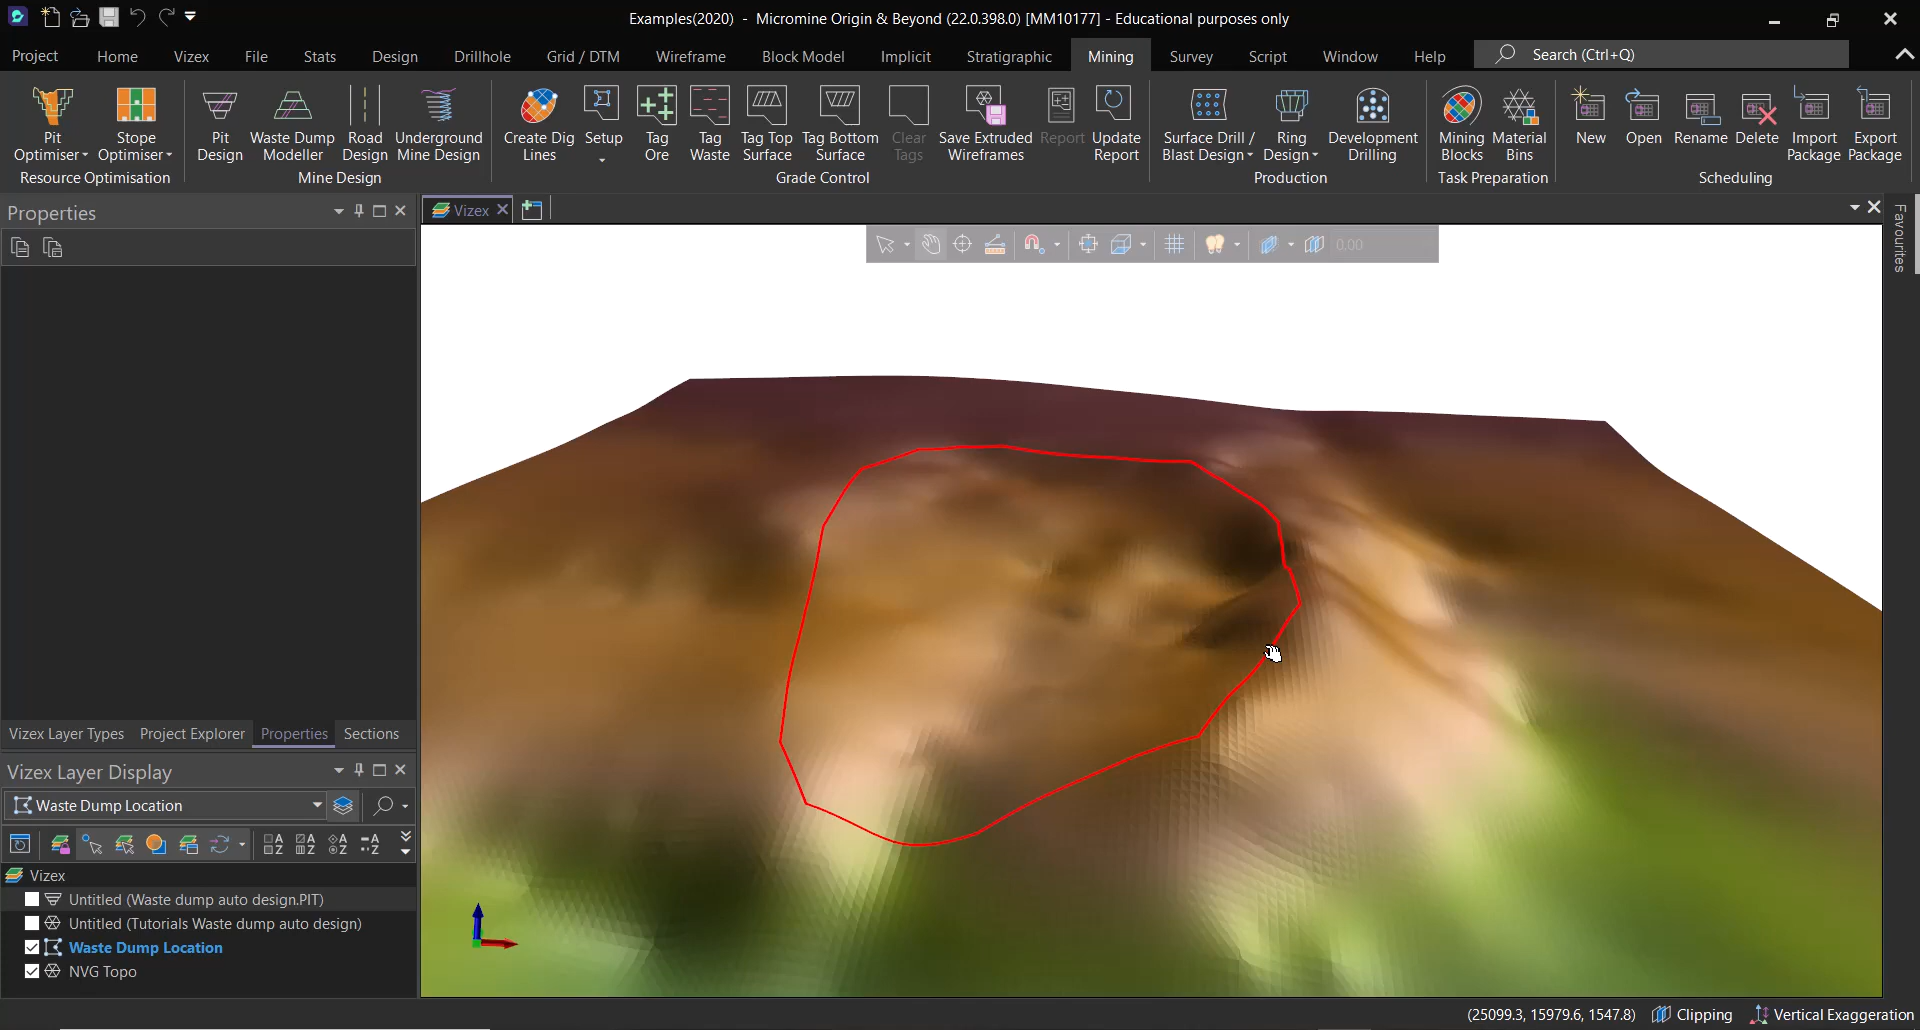 Examples(2020) - Micromine Origin & Beyond (22.0.398.0) [MM10177] - Educational purposes only
Project Home Vizex File Stats Design Drillhole Grid / DTM Wireframe Block Model Implicit Stratigraphic Mining Survey Script Window Help Search (Ctrl+Q)
Pit Stope Pit Waste Dump Road Underground Create Dig Setup Tag Tag Tag Top Tag Bottom Clear Save Extruded Report Update Surface Drill / Ring Development Mining Material New Open Rename Delete Import Export
Optimiser Optimiser Design Modeller Design Mine Design Lines Ore Waste Surface Surface Tags Wireframes Report Blast Design Design Drilling Blocks Bins Package Package
Resource Optimisation Mine Design Grade Control Production Task Preparation Scheduling
Properties
Vizex
Favourites
0.00
Vizex Layer Types Project Explorer Properties Sections
Vizex Layer Display
Waste Dump Location
A Z A Z A Z A Z
Vizex
Untitled (Waste dump auto design.PIT)
Untitled (Tutorials Waste dump auto design)
Waste Dump Location
NVG Topo
(25099.3, 15979.6, 1547.8) Clipping Vertical Exaggeration